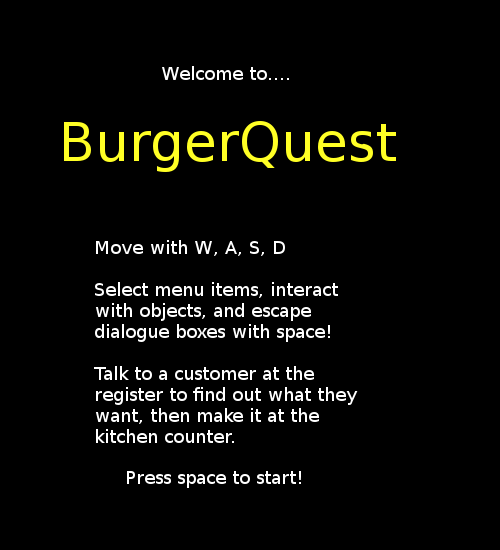 Welcome to....
BurgerQuest
Move with W, A, S, D
Select menu items, interact
with objects, and escape
dialogue boxes with space!
Talk to a customer at the
register to find out what they
want, then make it at the
kitchen counter.
Press space to start!